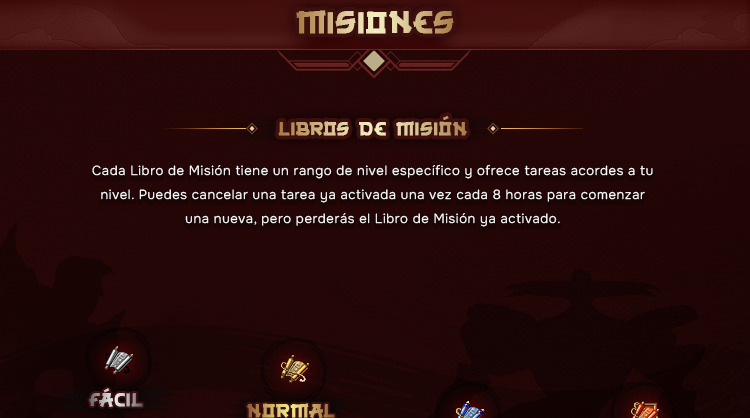 MISIONES
LIBROS DE MISIÓN
Cada Libro de Misión tiene un rango de nivel específico y ofrece tareas acordes a tu
nivel. Puedes cancelar una tarea ya activada una vez cada 8 horas para comenzar
una nueva, pero perderás el Libro de Misión ya activado.
FÁCIL
NORMAL